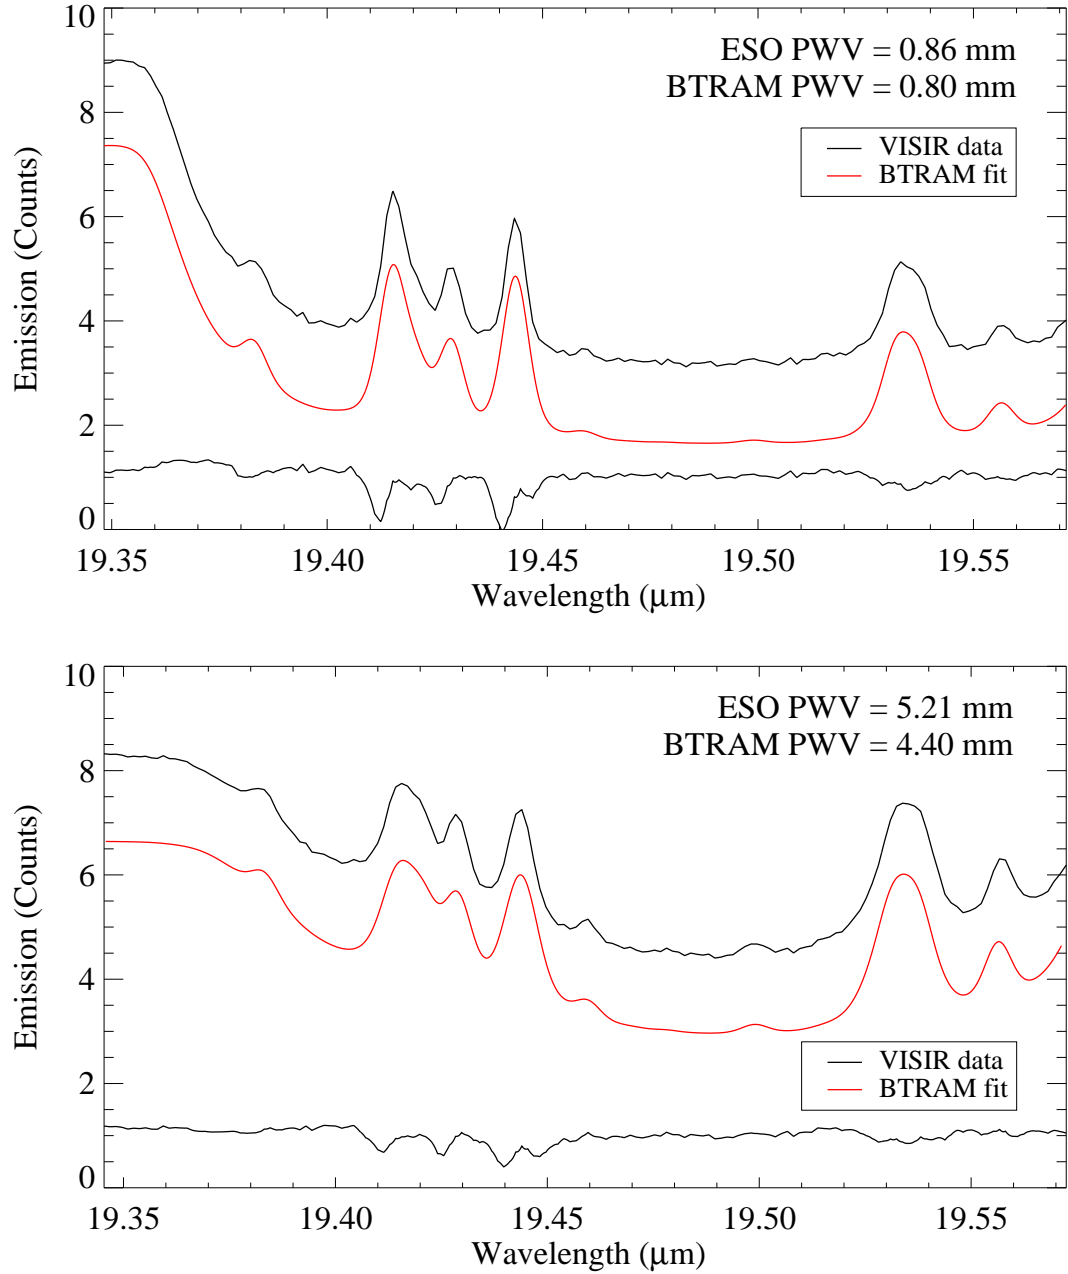 10
ESO PWV = 0.86 mm
BTRAM PWV = 0.80 mm
8
VISIR data
BTRAM fit
6
4
2
0
Emission (Counts)
19.35 19.40 19.45 19.50 19.55
Wavelength (μm)
10
ESO PWV = 5.21 mm
BTRAM PWV = 4.40 mm
8
6
4
VISIR data
BTRAM fit
2
0
Emission (Counts)
19.35 19.40 19.45 19.50 19.55
Wavelength (μm)